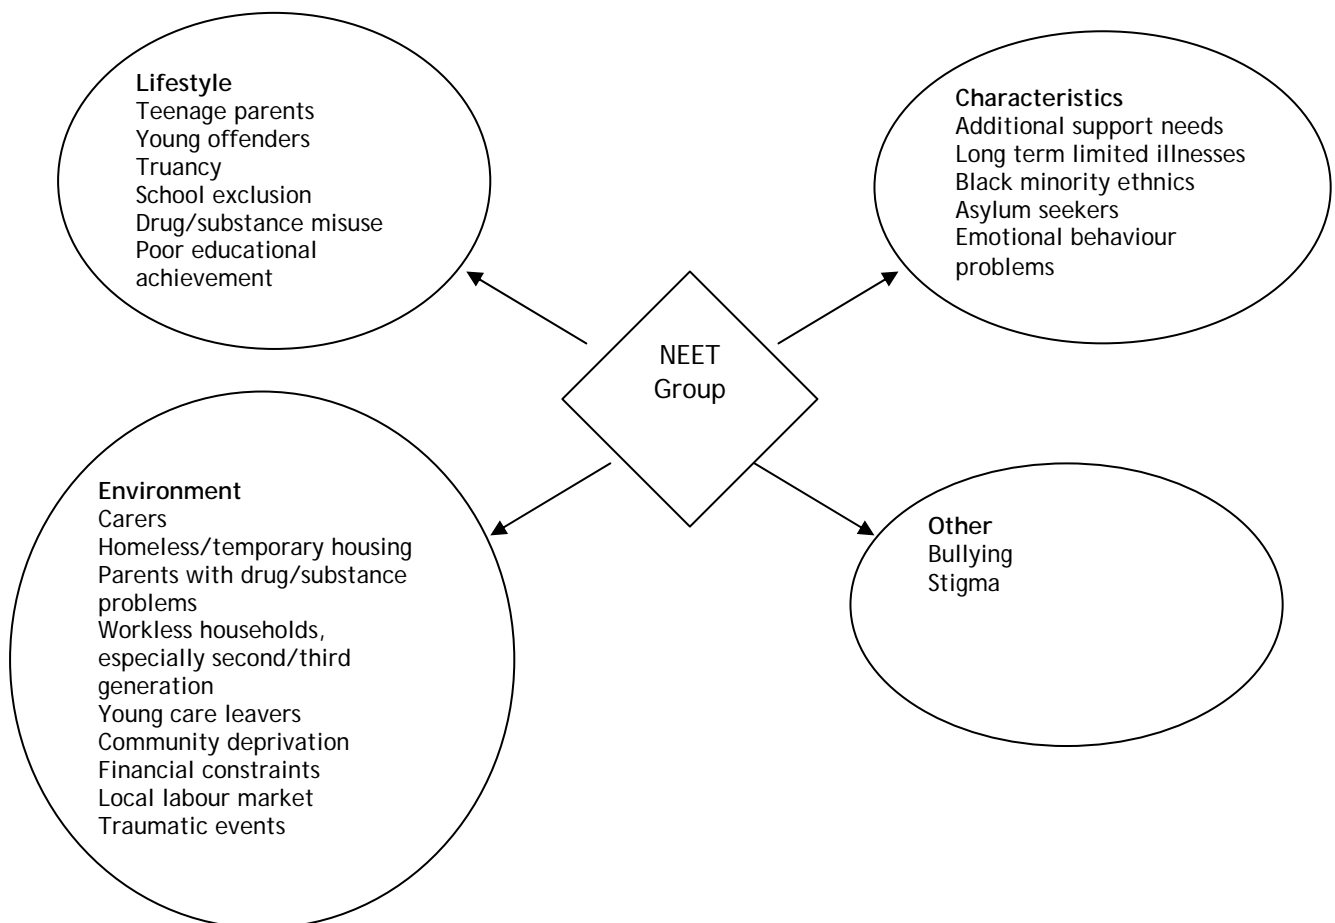 Lifestyle
Teenage parents
Young offenders
Truancy
School exclusion
Drug/substance misuse
Poor educational
achievement
Characteristics
Additional support needs
Long term limited illnesses
Black minority ethnics
Asylum seekers
Emotional behaviour
problems
NEET
Group
Environment
Carers
Homeless/temporary housing
Parents with drug/substance
problems
Workless households,
especially second/third
generation
Young care leavers
Community deprivation
Financial constraints
Local labour market
Traumatic events
Other
Bullying
Stigma